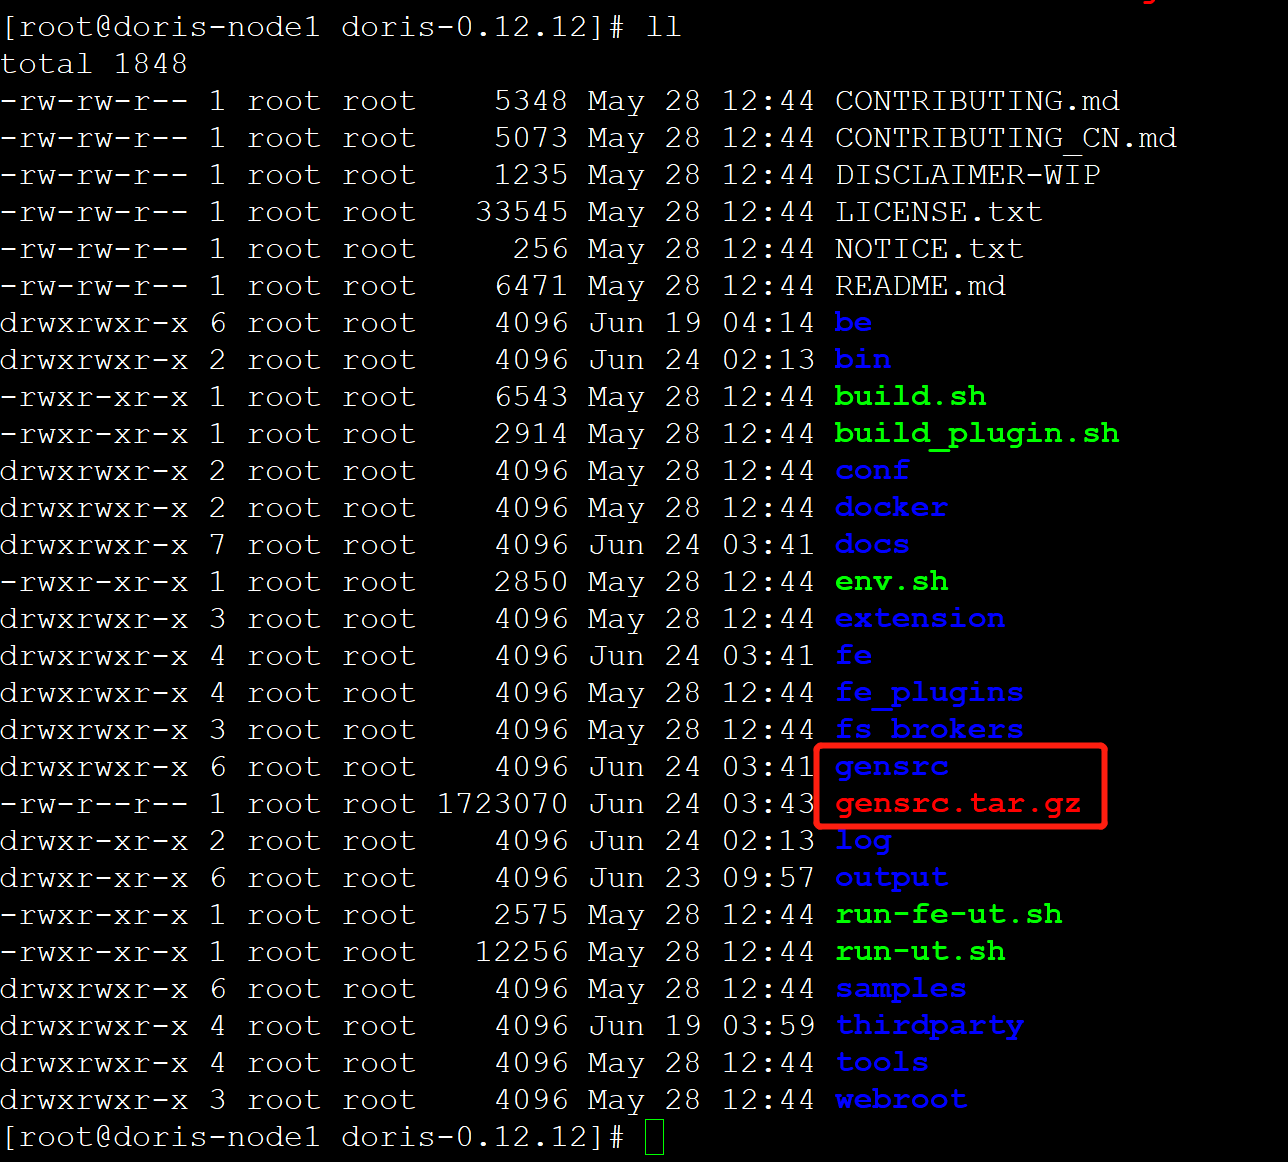 [root@doris-node1 doris-0.12.12]# ll
total 1848
-rw-rw-r-- 1 root root    5348 May 28 12:44 CONTRIBUTING.md
-rw-rw-r-- 1 root root    5073 May 28 12:44 CONTRIBUTING_CN.md
-rw-rw-r-- 1 root root    1235 May 28 12:44 DISCLAIMER-WIP
-rw-rw-r-- 1 root root   33545 May 28 12:44 LICENSE.txt
-rw-rw-r-- 1 root root     256 May 28 12:44 NOTICE.txt
-rw-rw-r-- 1 root root    6471 May 28 12:44 README.md
drwxrwxr-x 6 root root    4096 Jun 19 04:14 be
drwxrwxr-x 2 root root    4096 Jun 24 02:13 bin
-rwxr-xr-x 1 root root    6543 May 28 12:44 build.sh
-rwxr-xr-x 1 root root    2914 May 28 12:44 build_plugin.sh
drwxrwxr-x 2 root root    4096 May 28 12:44 conf
drwxrwxr-x 2 root root    4096 May 28 12:44 docker
drwxrwxr-x 7 root root    4096 Jun 24 03:41 docs
-rwxr-xr-x 1 root root    2850 May 28 12:44 env.sh
drwxrwxr-x 3 root root    4096 May 28 12:44 extension
drwxrwxr-x 4 root root    4096 Jun 24 03:41 fe
drwxrwxr-x 4 root root    4096 May 28 12:44 fe_plugins
drwxrwxr-x 3 root root    4096 May 28 12:44 fs_brokers
drwxrwxr-x 6 root root    4096 Jun 24 03:41 gensrc
-rw-r--r-- 1 root root 1723070 Jun 24 03:43 gensrc.tar.gz
drwxr-xr-x 2 root root    4096 Jun 24 02:13 log
drwxr-xr-x 6 root root    4096 Jun 23 09:57 output
-rwxr-xr-x 1 root root    2575 May 28 12:44 run-fe-ut.sh
-rwxr-xr-x 1 root root   12256 May 28 12:44 run-ut.sh
drwxrwxr-x 6 root root    4096 May 28 12:44 samples
drwxrwxr-x 4 root root    4096 Jun 19 03:59 thirdparty
drwxrwxr-x 4 root root    4096 May 28 12:44 tools
drwxrwxr-x 3 root root    4096 May 28 12:44 webroot
[root@doris-node1 doris-0.12.12]#